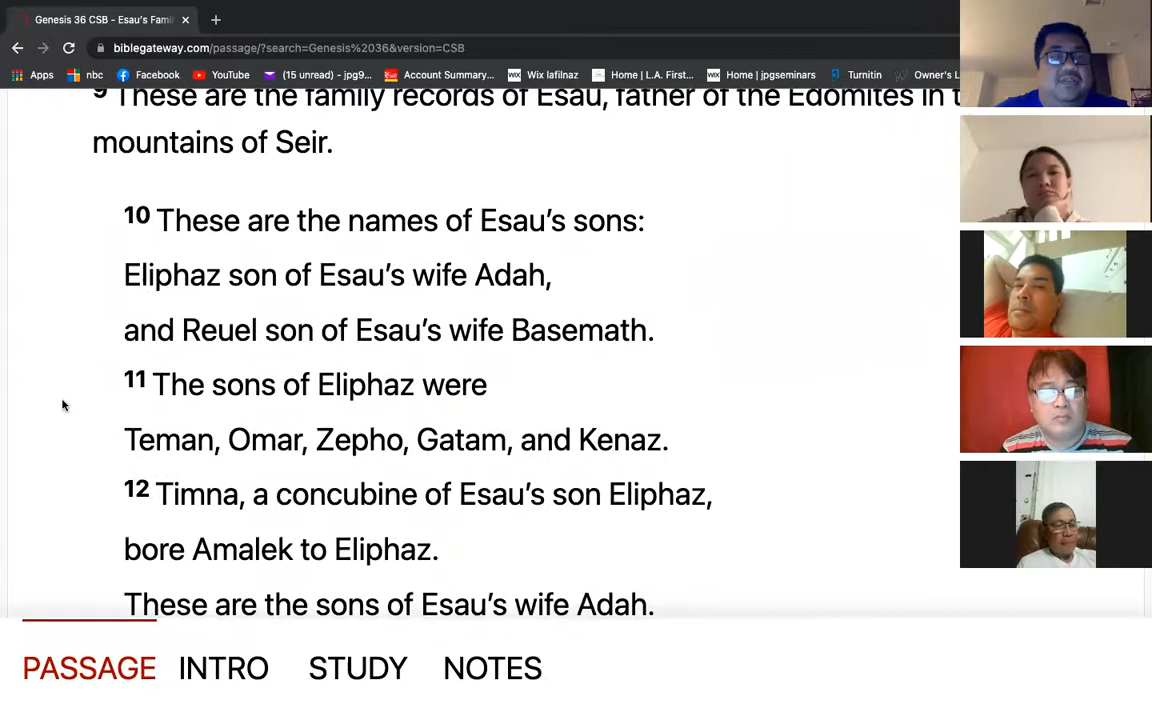 Genesis 36 CSB - Esau's Fami
biblegateway.com/passage/?search=Genesis%2036&version=CSB
Apps nbc Facebook YouTube (15 unread) - jpg9... Account Summary... Wix lafilnaz Home | L.A. First... Home | jpgseminars Turnitin Owner's L
9 These are the family records of Esau, father of the Edomites in t
mountains of Seir.
10 These are the names of Esau's sons:
Eliphaz son of Esau's wife Adah,
and Reuel son of Esau's wife Basemath.
11 The sons of Eliphaz were
Teman, Omar, Zepho, Gatam, and Kenaz.
12 Timna, a concubine of Esau's son Eliphaz,
bore Amalek to Eliphaz.
These are the sons of Esau's wife Adah.
PASSAGE INTRO STUDY NOTES